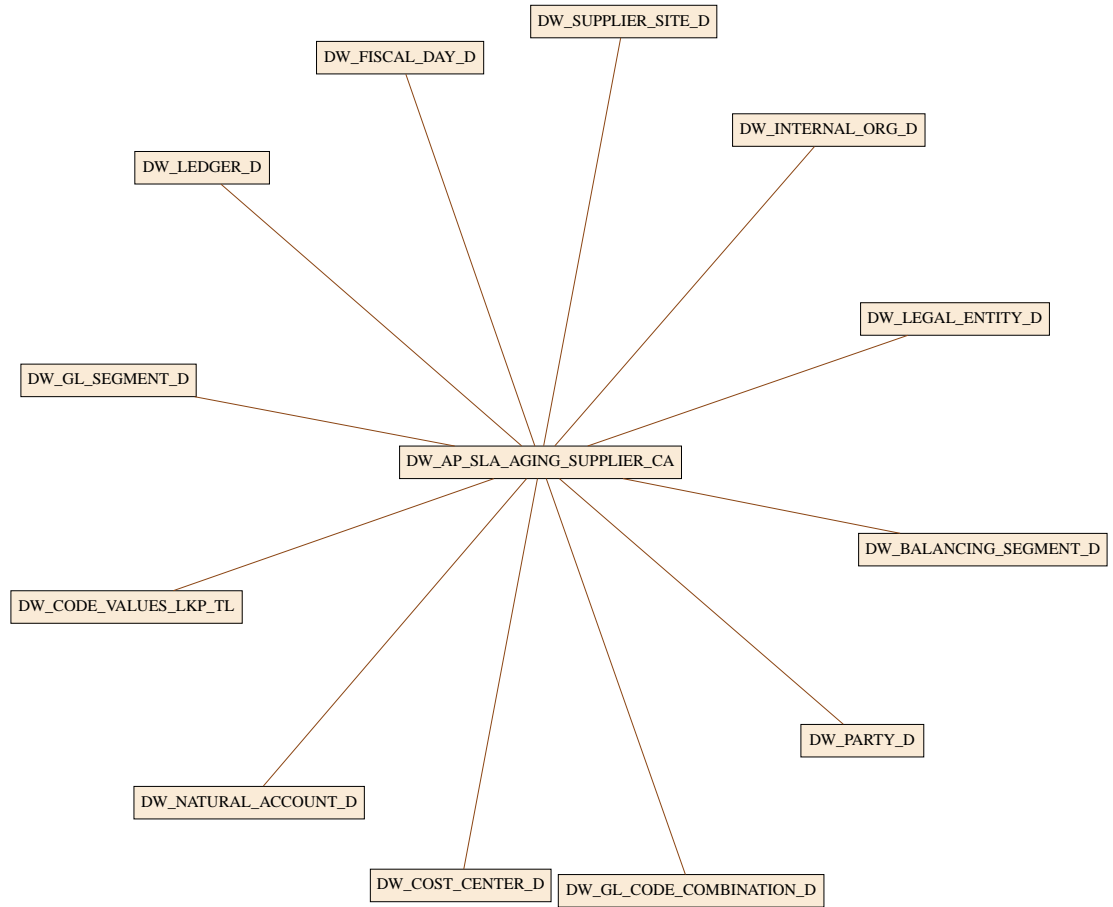 DW_SUPPLIER_SITE_D
DW_FISCAL_DAY_D
DW_INTERNAL_ORG_D
DW_LEDGER_D
DW_LEGAL_ENTITY_D
DW_GL_SEGMENT_D
DW_AP_SLA_AGING_SUPPLIER_CA
DW_BALANCING_SEGMENT_D
DW_CODE_VALUES_LKP_TL
DW_PARTY_D
DW_NATURAL_ACCOUNT_D
DW_COST_CENTER_D
DW_GL_CODE_COMBINATION_D